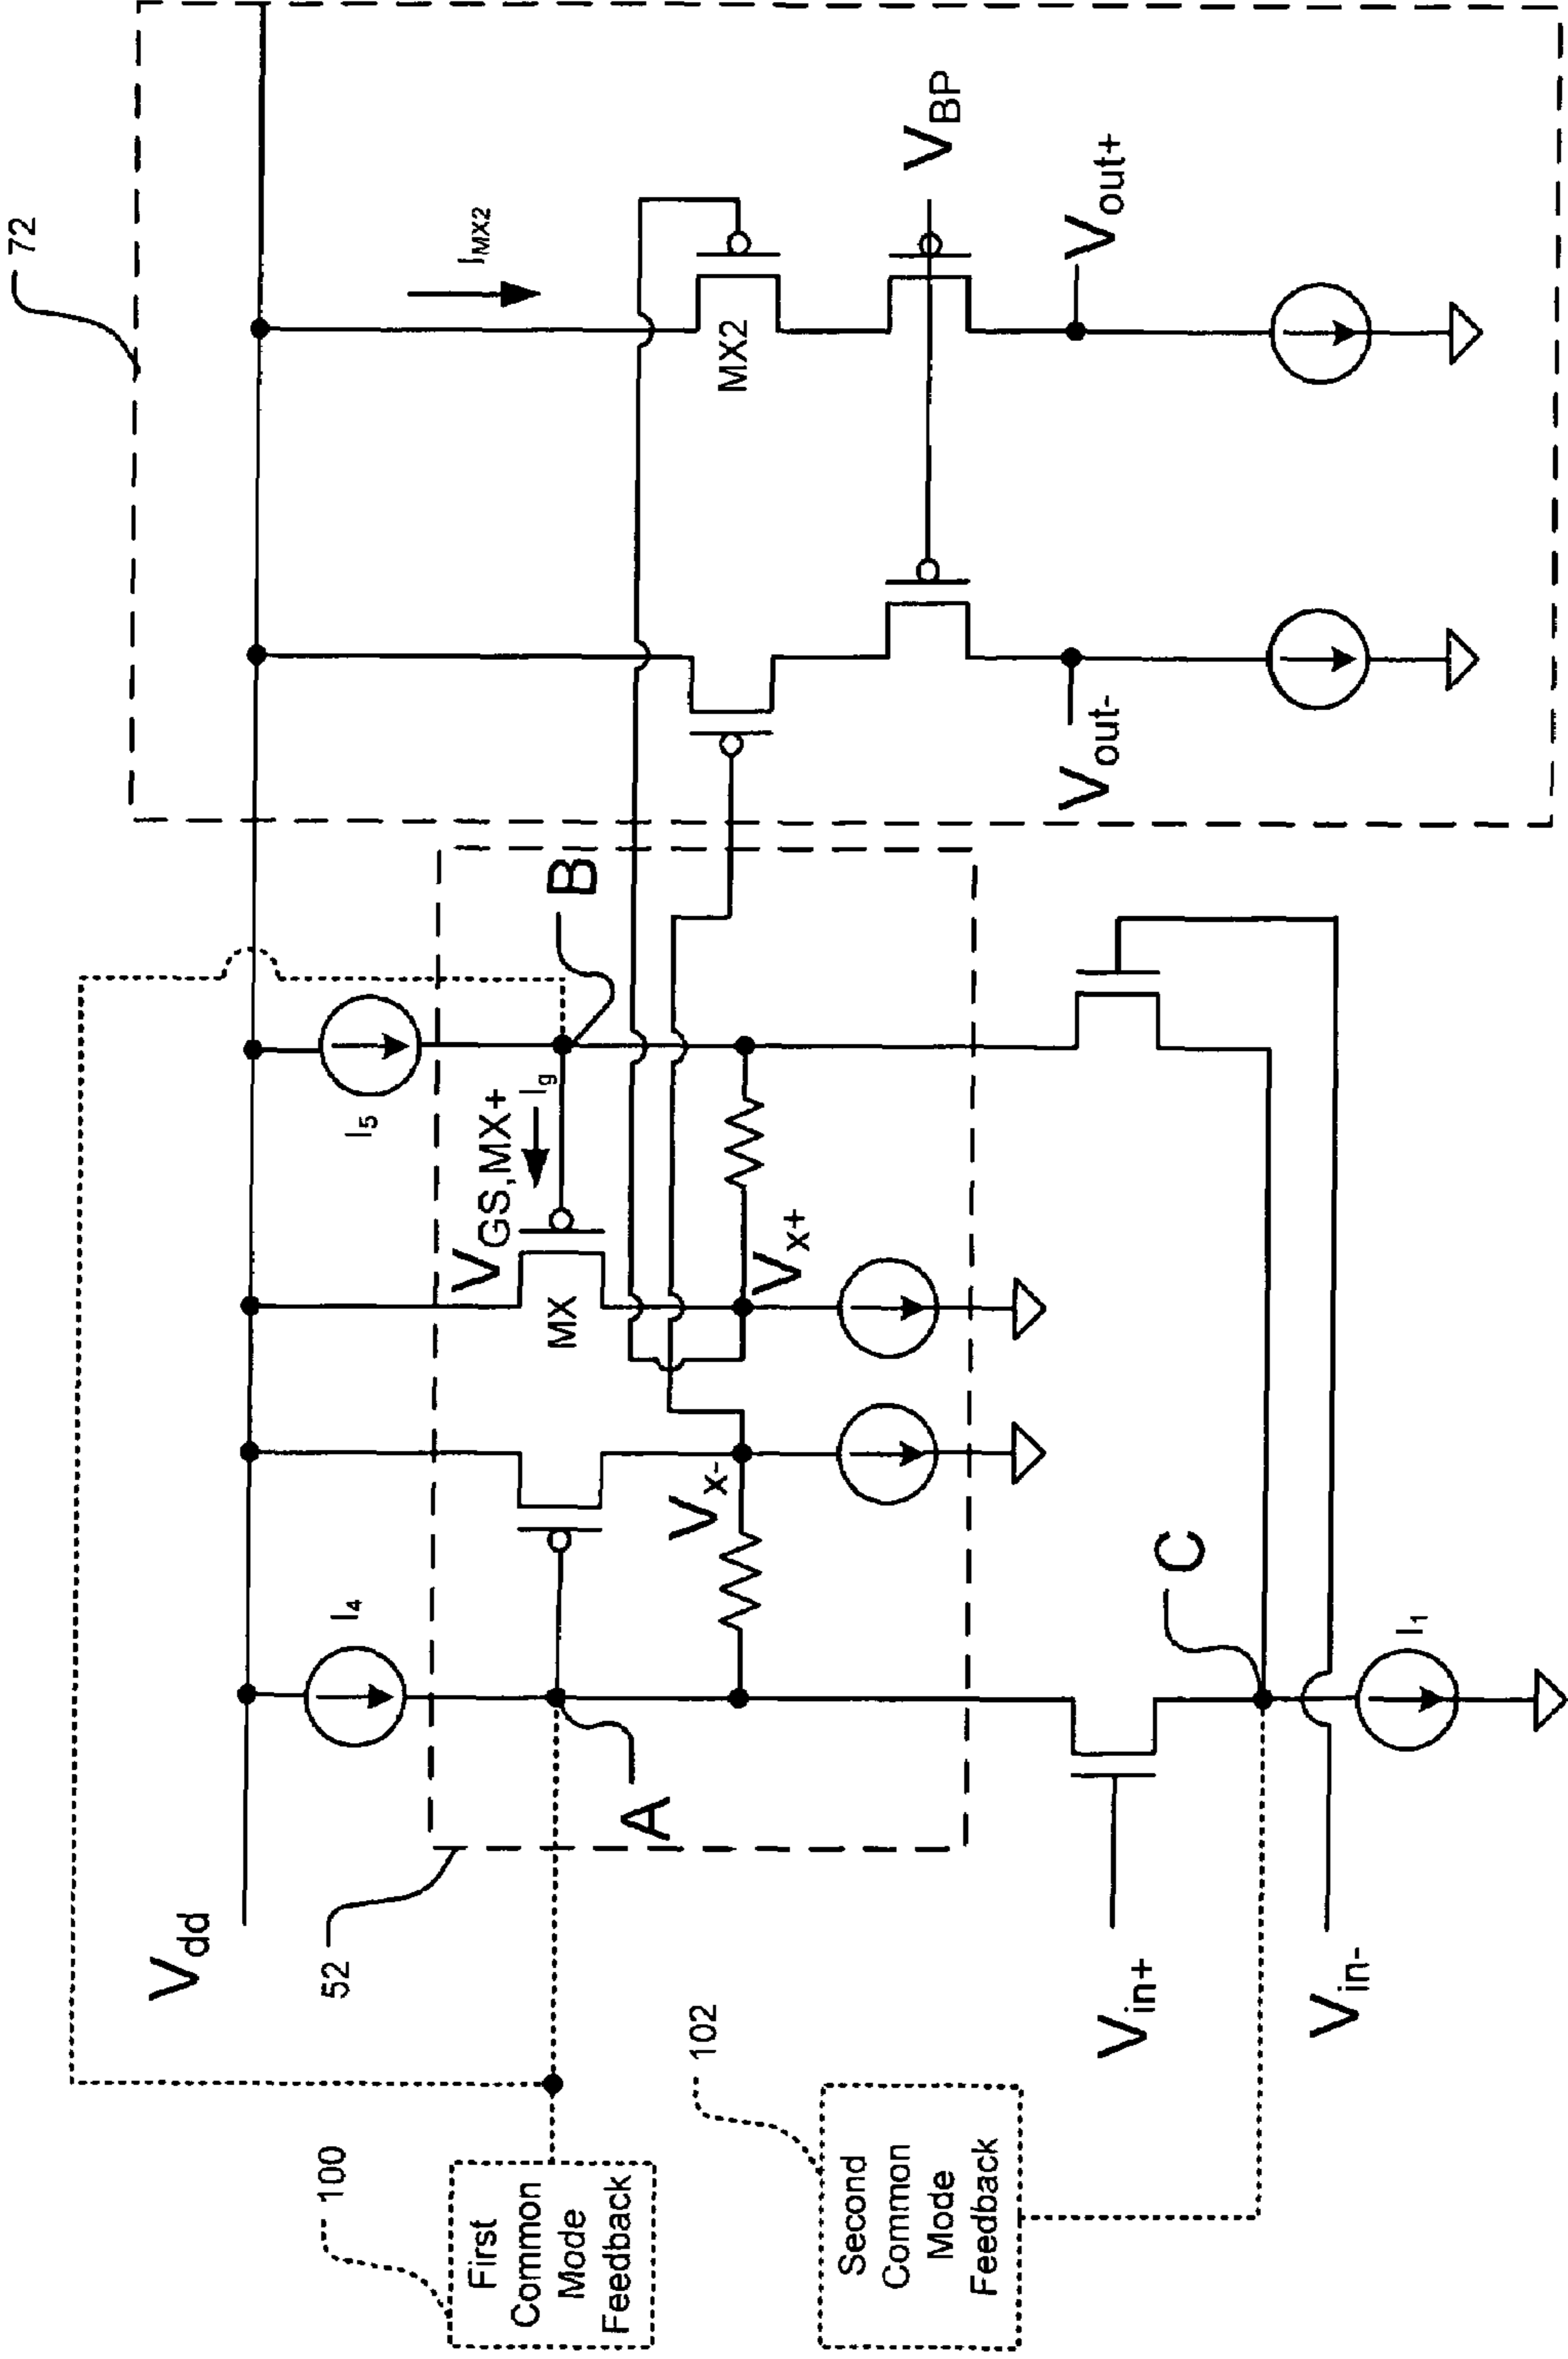 72
V_dd
I_MX2
I_4
I_5
52
B
V_GS,MX+
I_g
MX
MX2
V_BP
A
V_x-
V_x+
V_out-
V_out+
100
First
Common
Mode
Feedback
102
Second
Common
Mode
Feedback
V_in+
V_in-
C
I_1